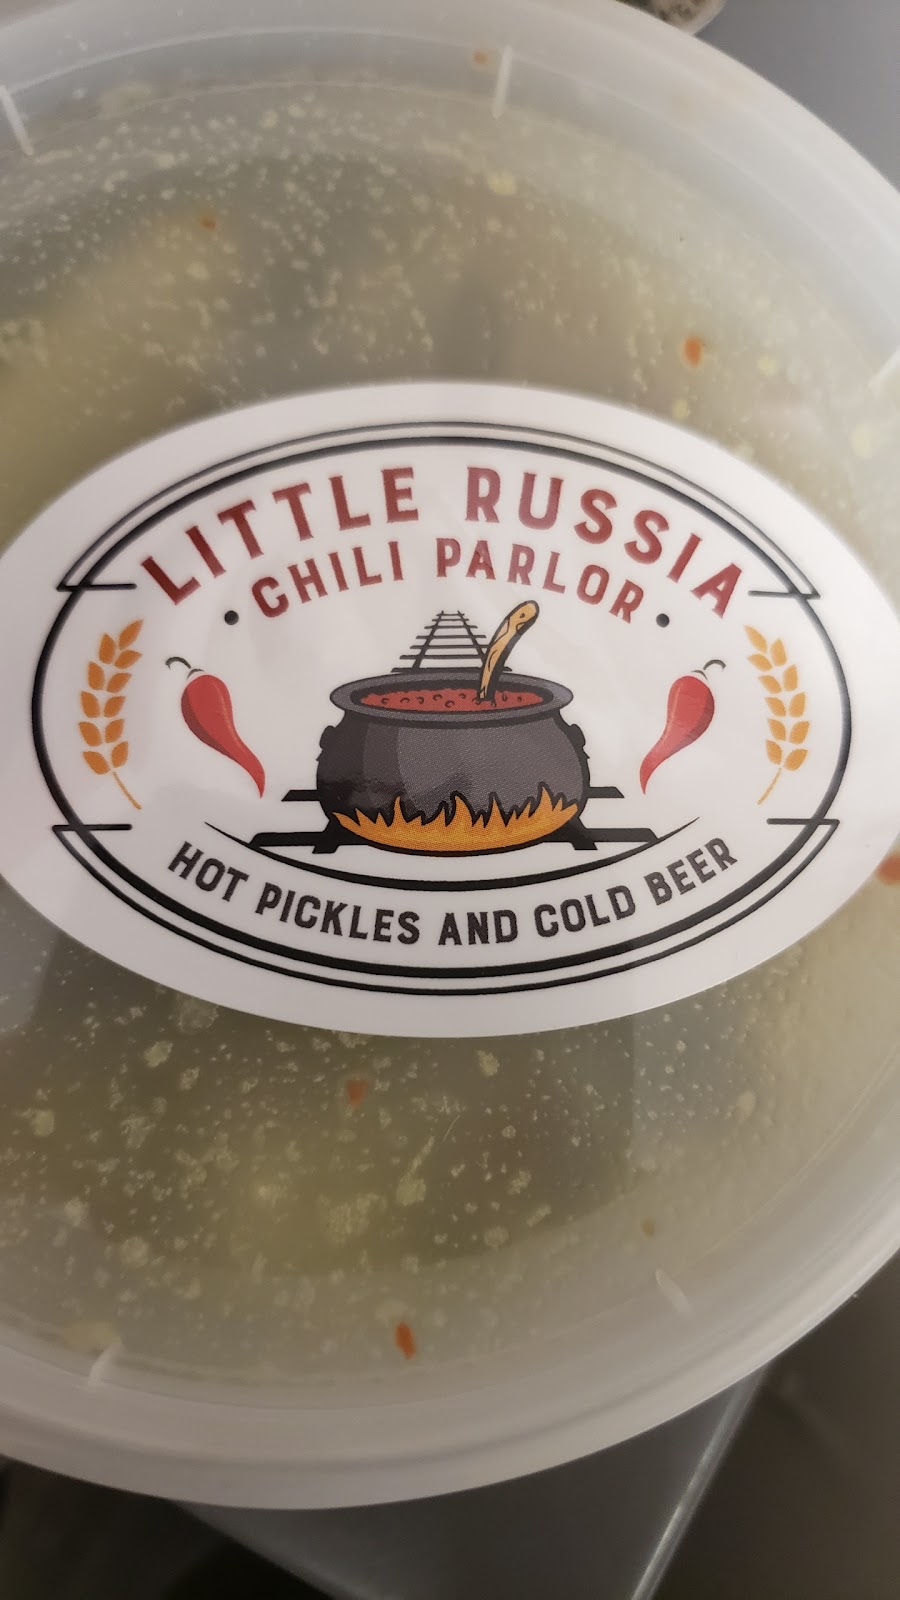 LITTLE RUSSIA
• CHILI PARLOR •
HOT PICKLES AND COLD BEER